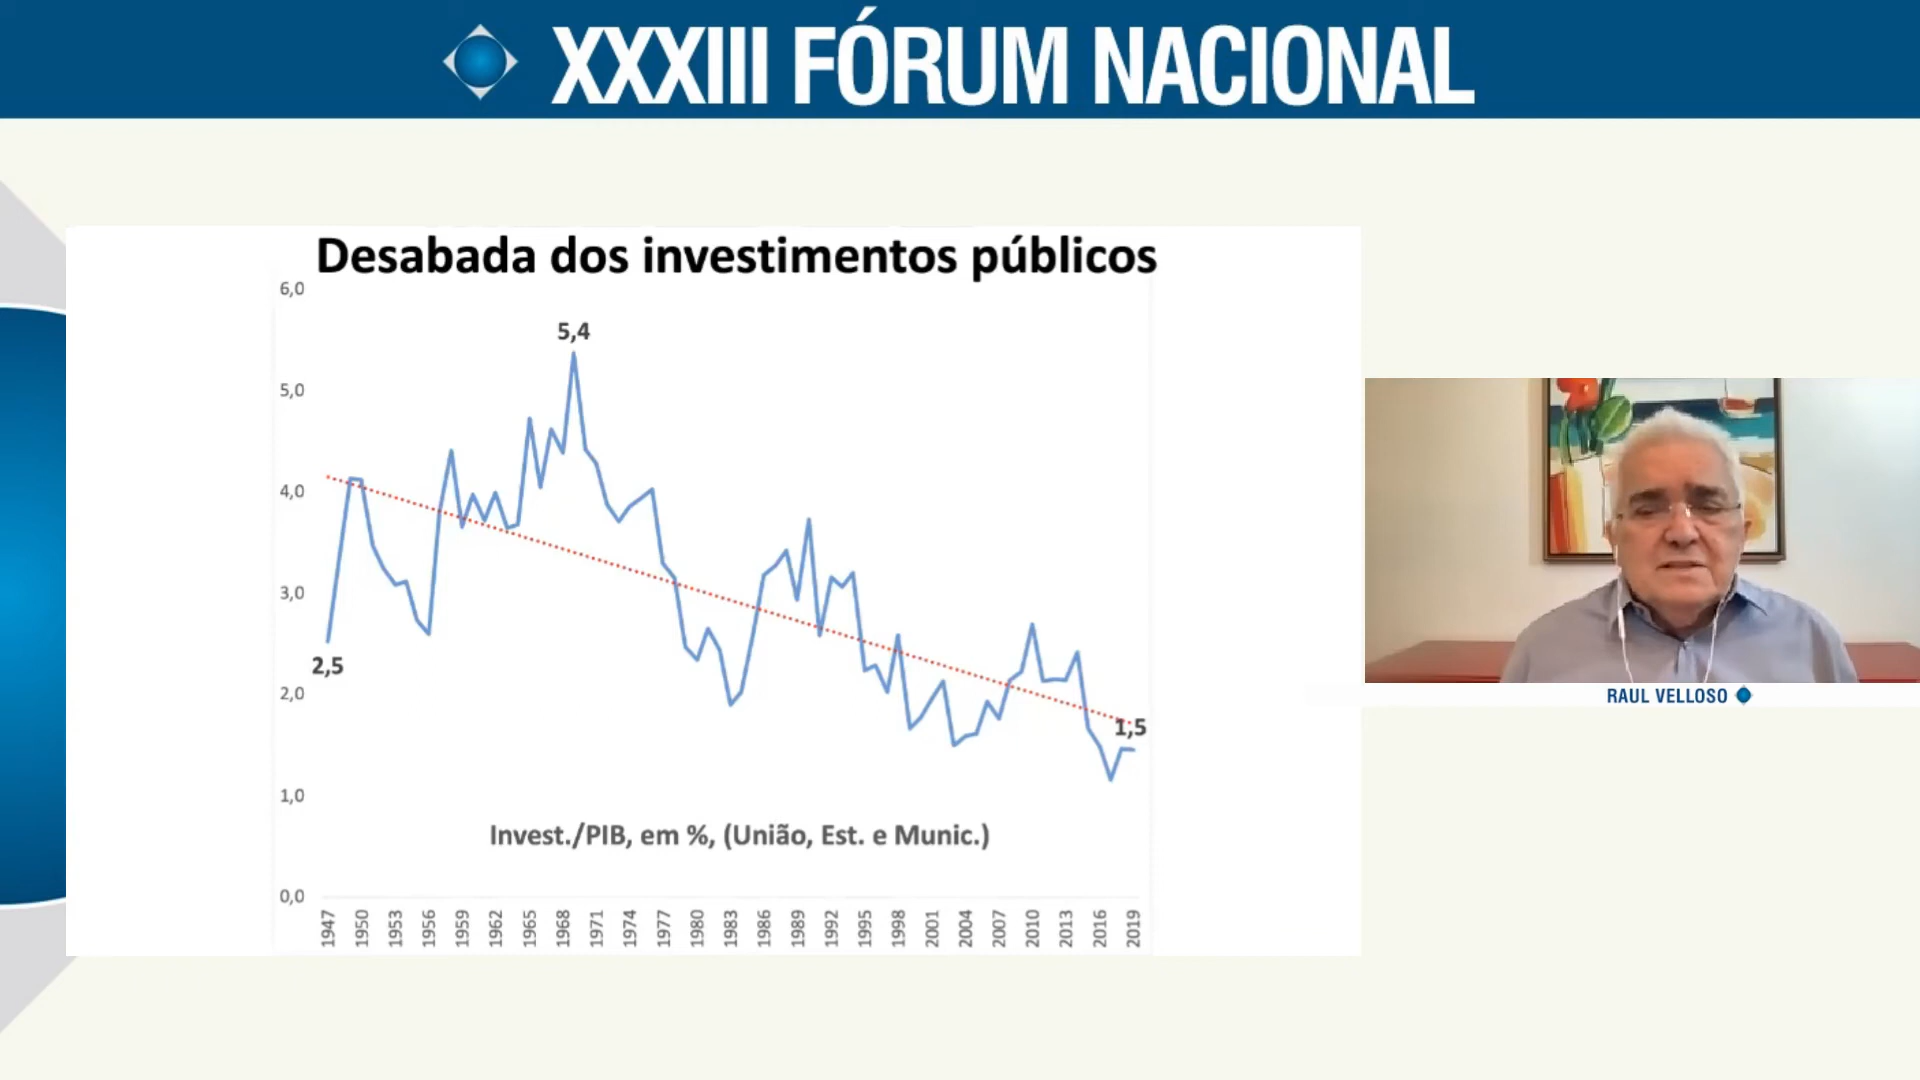 XXXIII FÓRUM NACIONAL
Desabada dos investimentos públicos
6,0
5,4
5,0
4,0
3,0
2,5
2,0
1,5
1,0
Invest./PIB, em %, (União, Est. e Munic.)
0,0
1947 1950 1953 1956 1959 1962 1965 1968 1971 1974 1977 1980 1983 1986 1989 1992 1995 1998 2001 2004 2007 2010 2013 2016 2019
RAUL VELLOSO